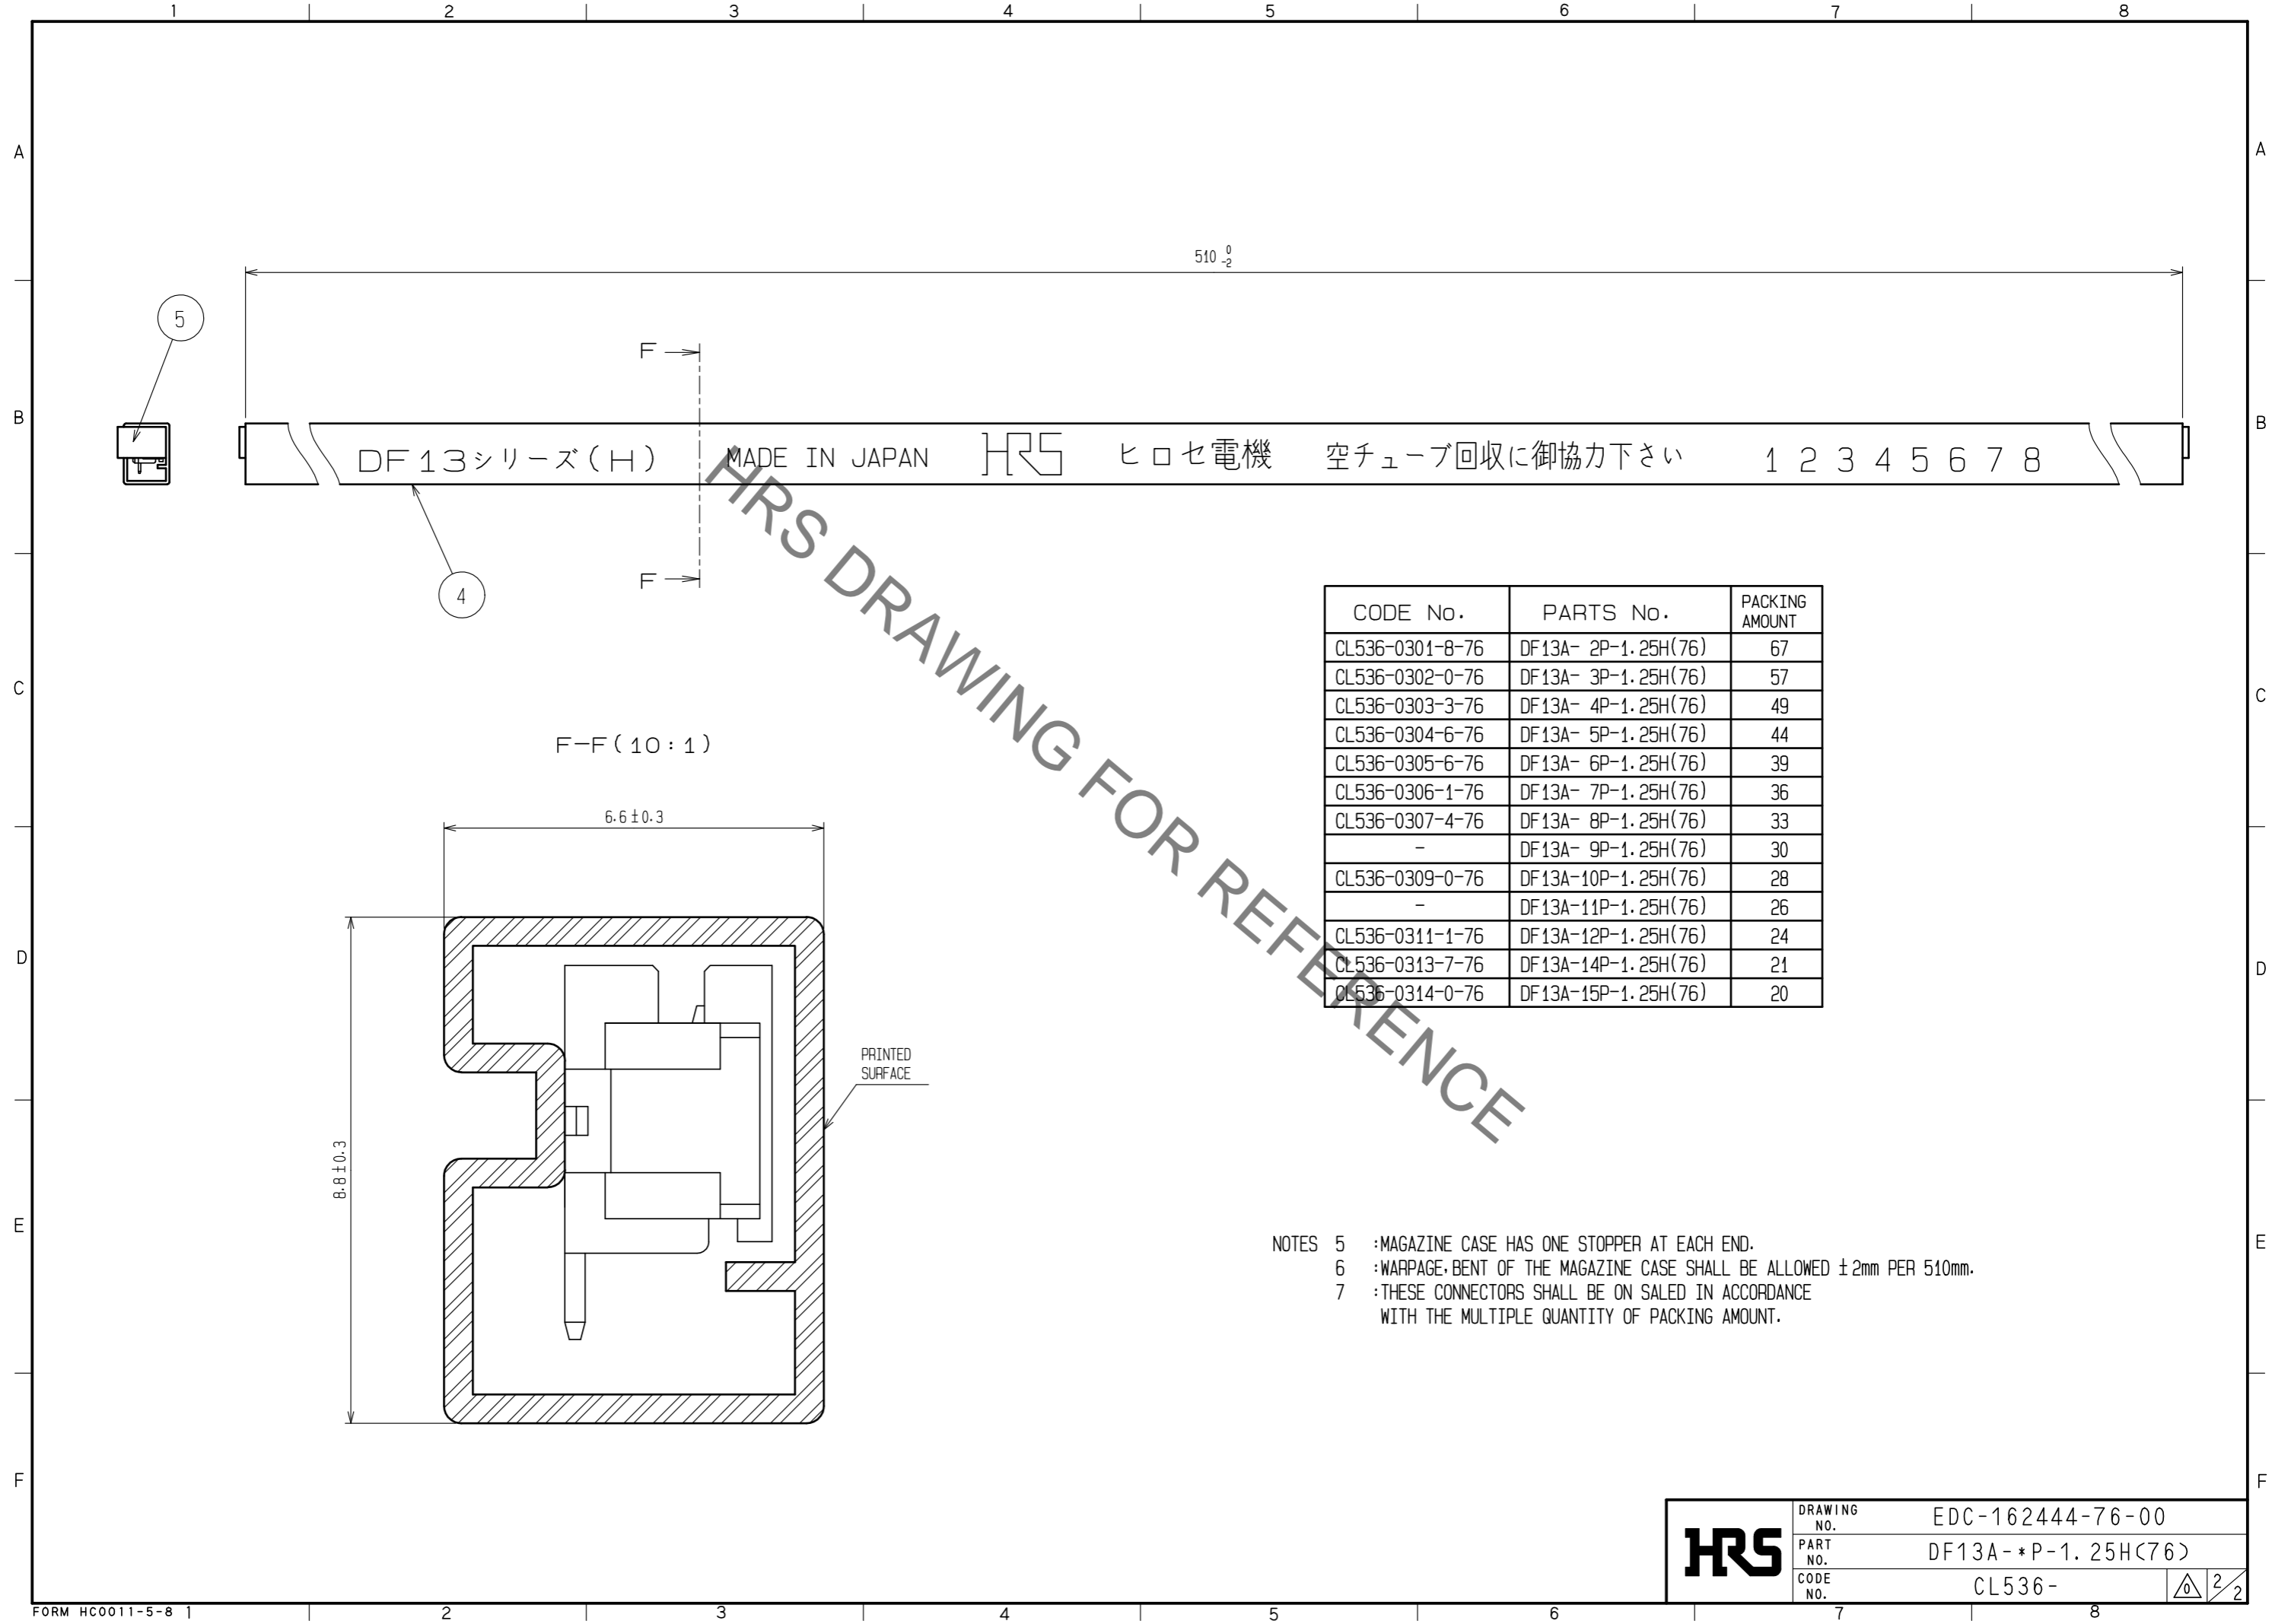 1 2 3 4 5 6 7 8
A A
510 0
-2
5
F
B B
DF13シリーズ(H) MADE IN JAPAN HRS ヒロセ電機 空チューブ回収に御協力下さい 1 2 3 4 5 6 7 8
F
4
HRS DRAWING FOR REFERENCE
CODE No. PARTS No. PACKING AMOUNT
CL536-0301-8-76 DF13A- 2P-1.25H(76) 67
CL536-0302-0-76 DF13A- 3P-1.25H(76) 57
CL536-0303-3-76 DF13A- 4P-1.25H(76) 49
CL536-0304-6-76 DF13A- 5P-1.25H(76) 44
CL536-0305-6-76 DF13A- 6P-1.25H(76) 39
CL536-0306-1-76 DF13A- 7P-1.25H(76) 36
CL536-0307-4-76 DF13A- 8P-1.25H(76) 33
- DF13A- 9P-1.25H(76) 30
CL536-0309-0-76 DF13A-10P-1.25H(76) 28
- DF13A-11P-1.25H(76) 26
CL536-0311-1-76 DF13A-12P-1.25H(76) 24
CL536-0313-7-76 DF13A-14P-1.25H(76) 21
CL536-0314-0-76 DF13A-15P-1.25H(76) 20
C C
F-F(10:1)
6.6±0.3
D D
PRINTED
SURFACE
8.8±0.3
E E
NOTES 5 :MAGAZINE CASE HAS ONE STOPPER AT EACH END.
6 :WARPAGE,BENT OF THE MAGAZINE CASE SHALL BE ALLOWED ±2mm PER 510mm.
7 :THESE CONNECTORS SHALL BE ON SALED IN ACCORDANCE
WITH THE MULTIPLE QUANTITY OF PACKING AMOUNT.
F F
HRS
DRAWING NO. EDC-162444-76-00
PART NO. DF13A-*P-1.25H(76)
CODE NO. CL536- 0 2/2
FORM HC0011-5-8 1 2 3 4 5 6 7 8